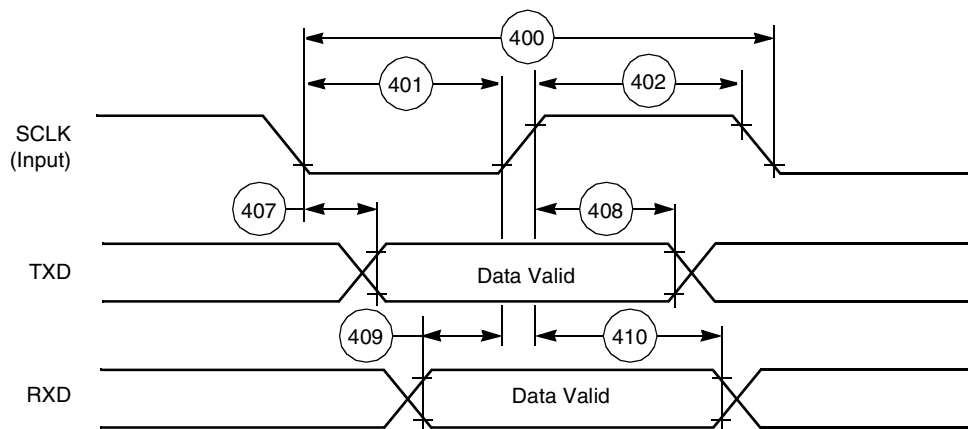 400
401
402
SCLK
(Input)
407
408
TXD
Data Valid
409
410
RXD
Data Valid